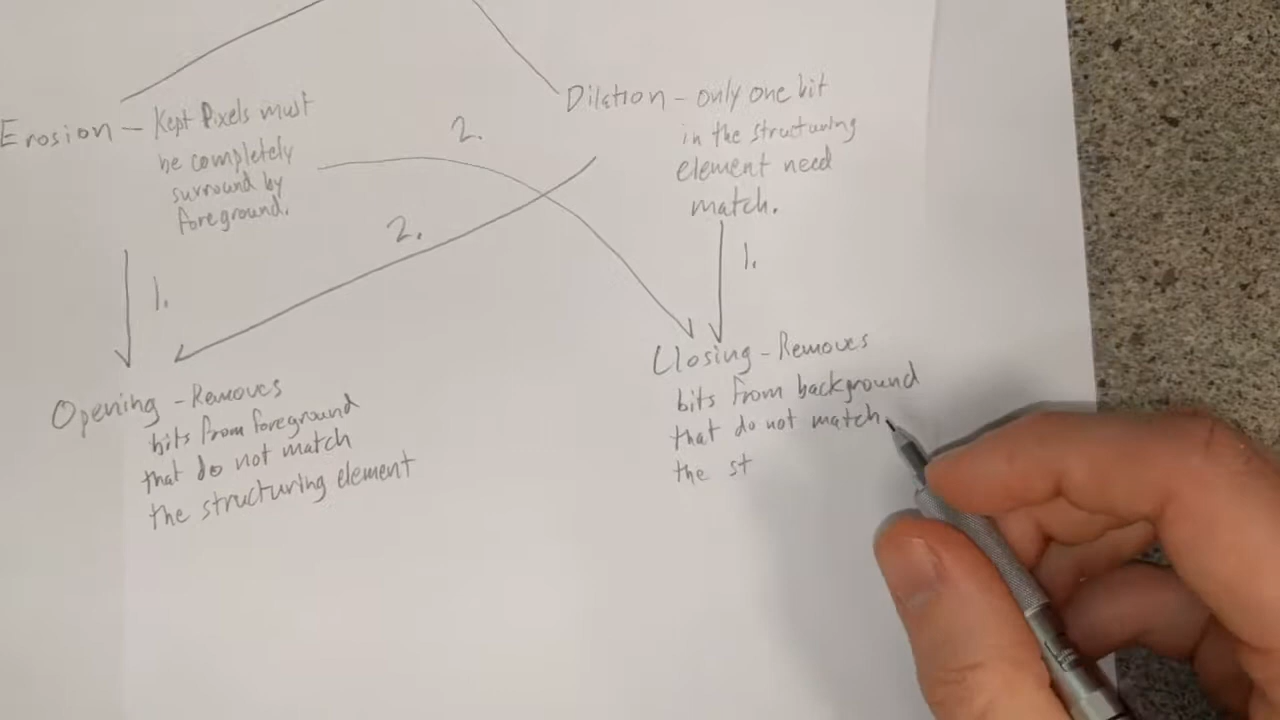 Erosion – Kept Pixels must
be completely
surround by
foreground.
2.
Dilation – only one bit
in the structuring
element need
match.
2.
1.
1.
Opening – Removes
bits from foreground
that do not match
the structuring element
Closing – Removes
bits from background
that do not match
the st